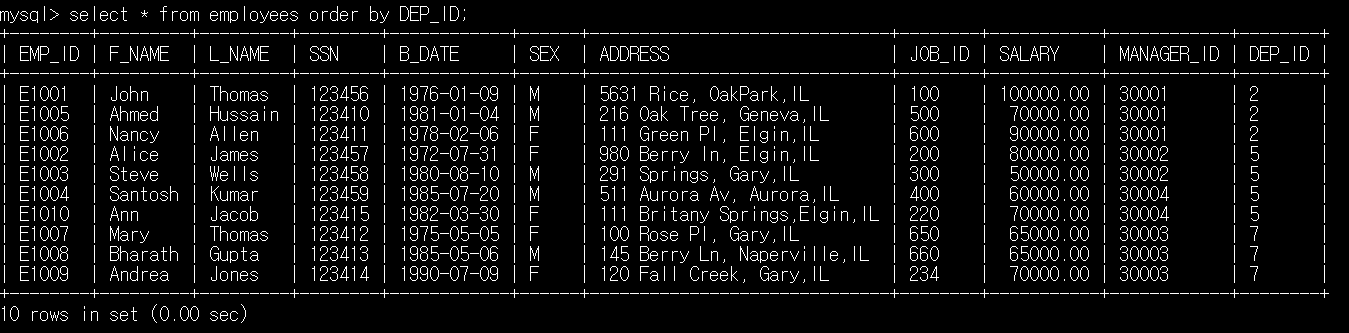 mysql> select * from employees order by DEP_ID;
| EMP_ID | F_NAME | L_NAME | SSN | B_DATE | SEX | ADDRESS | JOB_ID | SALARY | MANAGER_ID | DEP_ID |
| E1001 | John | Thomas | 123456 | 1976-01-09 | M | 5631 Rice, OakPark,IL | 100 | 100000.00 | 30001 | 2 |
| E1005 | Ahmed | Hussain | 123410 | 1981-01-04 | M | 216 Oak Tree, Geneva,IL | 500 | 70000.00 | 30001 | 2 |
| E1006 | Nancy | Allen | 123411 | 1978-02-06 | F | 111 Green Pl, Elgin,IL | 600 | 90000.00 | 30001 | 2 |
| E1002 | Alice | James | 123457 | 1972-07-31 | F | 980 Berry ln, Elgin,IL | 200 | 80000.00 | 30002 | 5 |
| E1003 | Steve | Wells | 123458 | 1980-08-10 | M | 291 Springs, Gary,IL | 300 | 50000.00 | 30002 | 5 |
| E1004 | Santosh | Kumar | 123459 | 1985-07-20 | M | 511 Aurora Av, Aurora,IL | 400 | 60000.00 | 30004 | 5 |
| E1010 | Ann | Jacob | 123415 | 1982-03-30 | F | 111 Britany Springs,Elgin,IL | 220 | 70000.00 | 30004 | 5 |
| E1007 | Mary | Thomas | 123412 | 1975-05-05 | F | 100 Rose Pl, Gary,IL | 650 | 65000.00 | 30003 | 7 |
| E1008 | Bharath | Gupta | 123413 | 1985-05-06 | M | 145 Berry Ln, Naperville,IL | 660 | 65000.00 | 30003 | 7 |
| E1009 | Andrea | Jones | 123414 | 1990-07-09 | F | 120 Fall Creek, Gary,IL | 234 | 70000.00 | 30003 | 7 |
10 rows in set (0.00 sec)